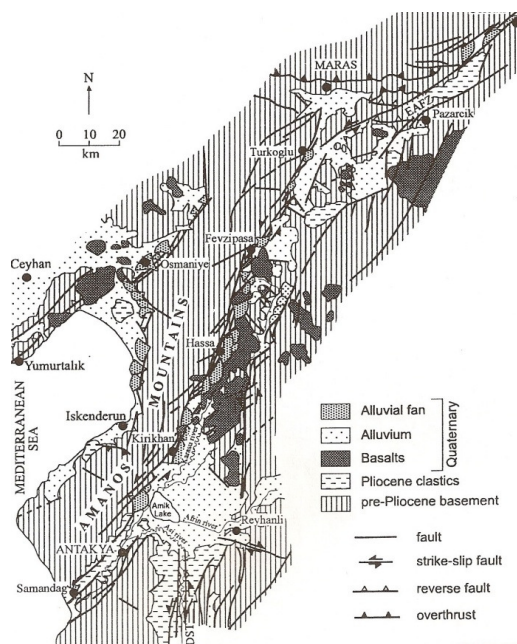 MARAS
N
EAFZ
Pazarcik
0 10 20
km
Turkoglu
Fevzipasa
Ceyhan
Osmaniye
Hassa
Yumurtalık
AMANOS MOUNTAINS
MEDITERRANEAN
SEA
Iskenderun
Kirikhan
Amik
Lake
Afrin river
Reyhanli
ANTAKYA
Samandag
Alluvial fan
Alluvium
Basalts
Quaternary
Pliocene clastics
pre-Pliocene basement
fault
strike-slip fault
reverse fault
overthrust